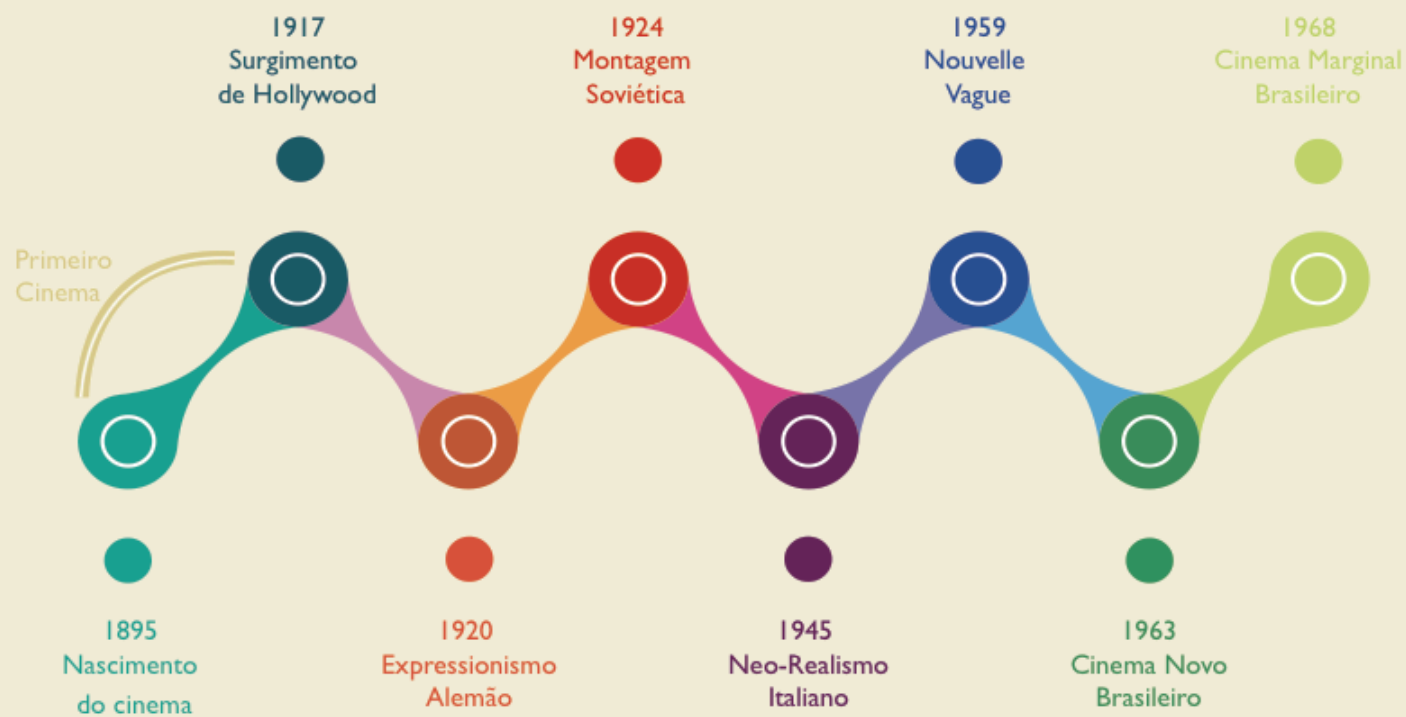 1917
Surgimento
de Hollywood
1924
Montagem
Soviética
1959
Nouvelle
Vague
1968
Cinema Marginal
Brasileiro
Primeiro
Cinema
1895
Nascimento
do cinema
1920
Expressionismo
Alemão
1945
Neo-Realismo
Italiano
1963
Cinema Novo
Brasileiro